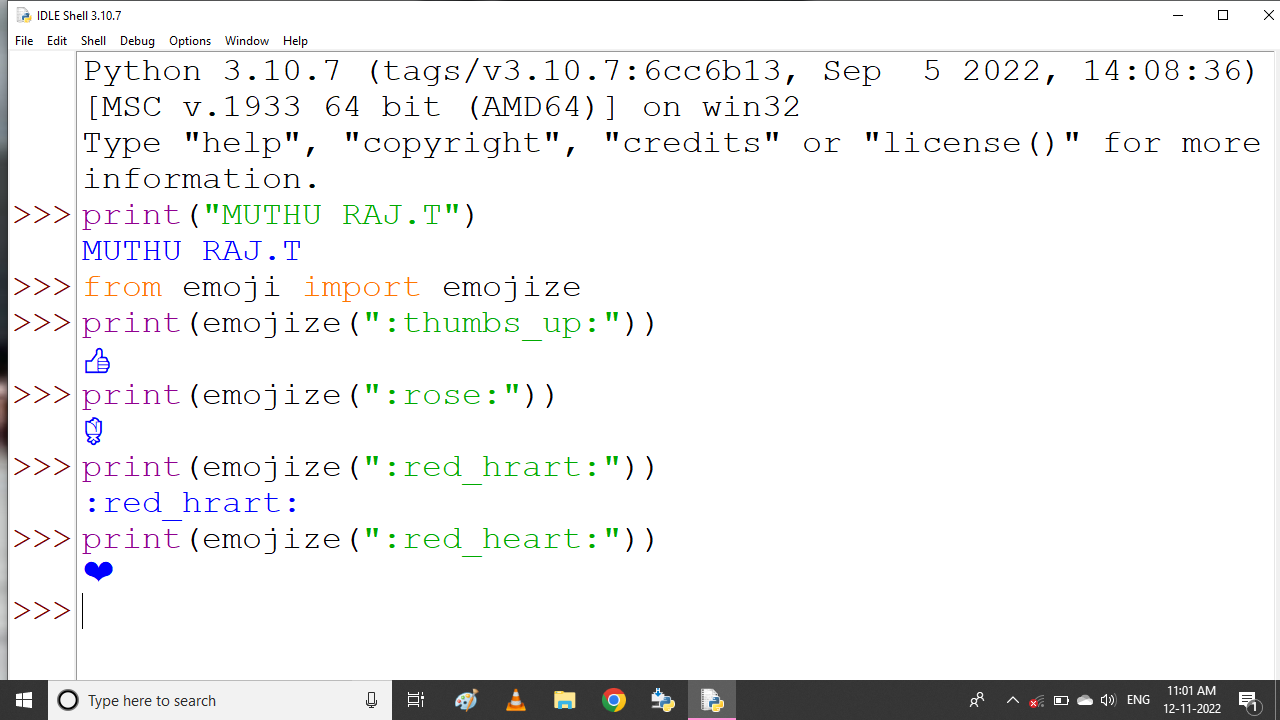 IDLE Shell 3.10.7
File Edit Shell Debug Options Window Help
Python 3.10.7 (tags/v3.10.7:6cc6b13, Sep  5 2022, 14:08:36)
[MSC v.1933 64 bit (AMD64)] on win32
Type "help", "copyright", "credits" or "license()" for more
information.
>>> print("MUTHU RAJ.T")
MUTHU RAJ.T
>>> from emoji import emojize
>>> print(emojize(":thumbs_up:"))
👍
>>> print(emojize(":rose:"))
🌹
>>> print(emojize(":red_hrart:"))
:red_hrart:
>>> print(emojize(":red_heart:"))
❤
>>>
Type here to search
ENG
11:01 AM
12-11-2022
1